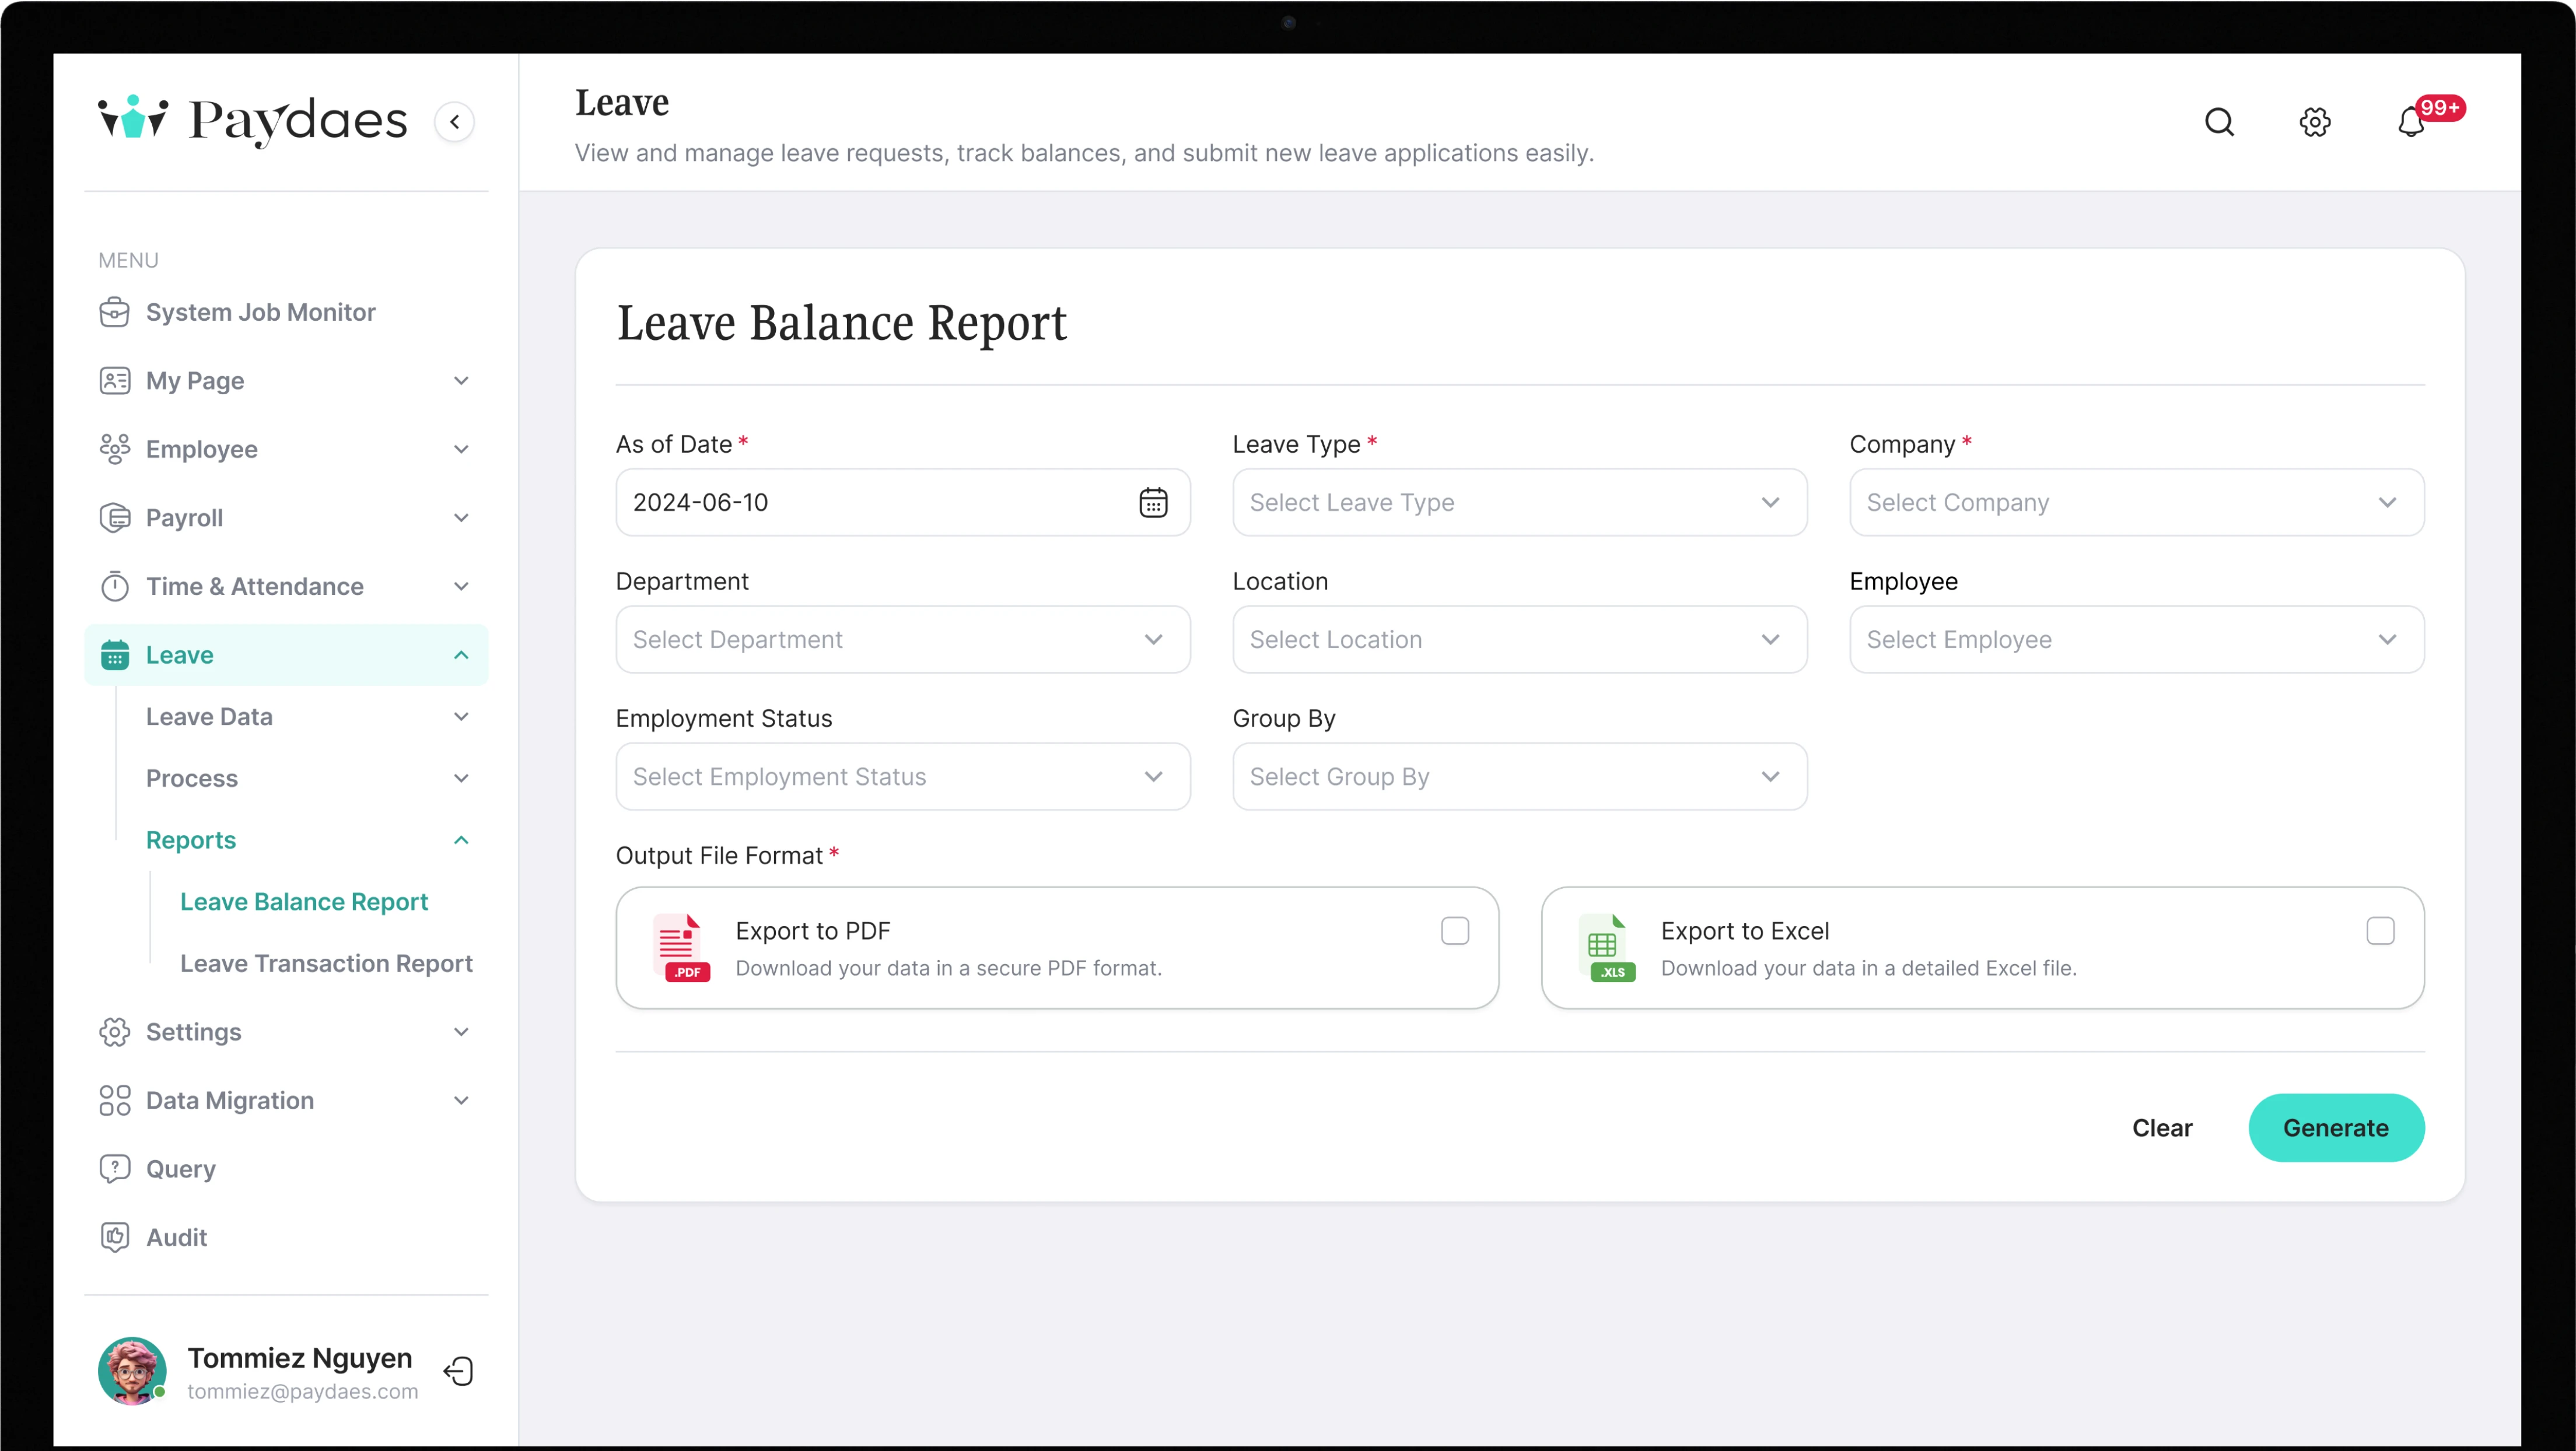 Paydaes
MENU
System Job Monitor
My Page
Employee
Payroll
Time & Attendance
Leave
Leave Data
Process
Reports
Leave Balance Report
Leave Transaction Report
Settings
Data Migration
Query
Audit
Tommiez Nguyen
tommiez@paydaes.com
Leave
View and manage leave requests, track balances, and submit new leave applications easily.
99+
Leave Balance Report
As of Date *
Leave Type *
Company *
2024-06-10
Select Leave Type
Select Company
Department
Location
Employee
Select Department
Select Location
Select Employee
Employment Status
Group By
Select Employment Status
Select Group By
Output File Format *
.PDF
Export to PDF
Download your data in a secure PDF format.
.XLS
Export to Excel
Download your data in a detailed Excel file.
Clear
Generate